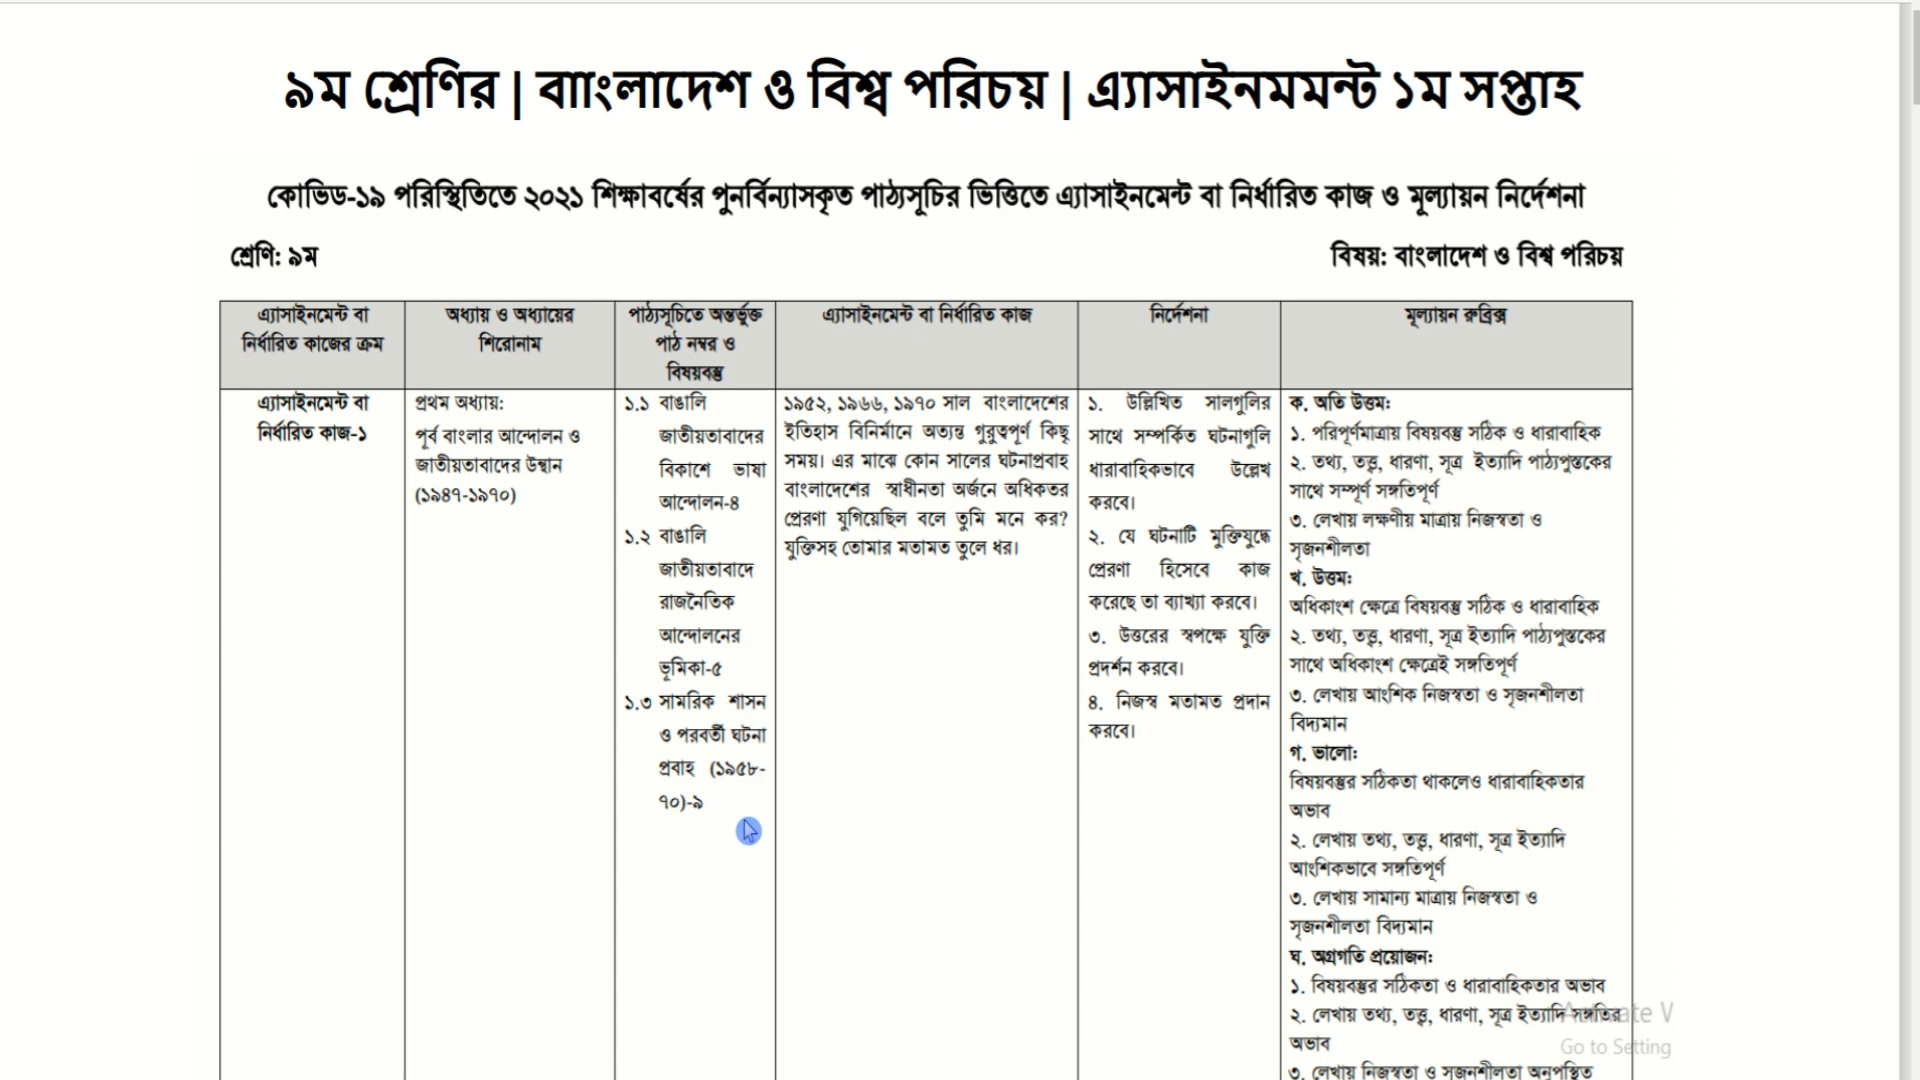 ৯ম শ্রেণির | বাাংলাদেশ ও বিশ্ব পরিচয় | এ্যাসাইনমমন্ট ১ম সপ্তাহ
কোভিড-১৯ পরিস্থিতিতে ২০২১ শিক্ষাবর্ষের পুনর্বিন্যাসকৃত পাঠ্যসূচির ভিত্তিতে এ্যাসাইনমেন্ট বা নির্ধারিত কাজ ও মূল্যায়ন নির্দেশনা
শ্রেণি: ৯ম
বিষয়: বাংলাদেশ ও বিশ্ব পরিচয়
এ্যাসাইনমেন্ট বা
নির্ধারিত কাজের ক্রম
অধ্যায় ও অধ্যায়ের
শিরোনাম
পাঠ্যসূচিতে অন্তর্ভুক্ত
পাঠ নম্বর ও
বিষয়বস্তু
এ্যাসাইনমেন্ট বা নির্ধারিত কাজ
নির্দেশনা
মূল্যায়ন রুব্রিক্স
এ্যাসাইনমেন্ট বা
নির্ধারিত কাজ-১
প্রথম অধ্যায়:
পূর্ব বাংলার আন্দোলন ও
জাতীয়তাবাদের উত্থান
(১৯৪৭-১৯৭০)
১.১ বাঙালি
জাতীয়তাবাদের
বিকাশে ভাষা
আন্দোলন-৪
১.২ বাঙালি
জাতীয়তাবাদে
রাজনৈতিক
আন্দোলনের
ভূমিকা-৫
১.৩ সামরিক শাসন
ও পরবর্তী ঘটনা
প্রবাহ (১৯৫৮-
৭০)-৯
১৯৫২, ১৯৬৬, ১৯৭০ সাল বাংলাদেশের
ইতিহাস বিনির্মানে অত্যন্ত গুরুত্বপূর্ণ কিছু
সময়। এর মাঝে কোন সালের ঘটনাপ্রবাহ
বাংলাদেশের স্বাধীনতা অর্জনে অধিকতর
প্রেরণা যুগিয়েছিল বলে তুমি মনে কর?
যুক্তিসহ তোমার মতামত তুলে ধর।
১. উল্লিখিত সালগুলির
সাথে সম্পর্কিত ঘটনাগুলি
ধারাবাহিকভাবে উল্লেখ
করবে।
২. যে ঘটনাটি মুক্তিযুদ্ধে
প্রেরণা হিসেবে কাজ
করেছে তা ব্যাখ্যা করবে।
৩. উত্তরের স্বপক্ষে যুক্তি
প্রদর্শন করবে।
৪. নিজস্ব মতামত প্রদান
করবে।
ক. অতি উত্তম:
১. পরিপূর্ণমাত্রায় বিষয়বস্তু সঠিক ও ধারাবাহিক
২. তথ্য, তত্ত্ব, ধারণা, সূত্র ইত্যাদি পাঠ্যপুস্তকের
সাথে সম্পূর্ণ সঙ্গতিপূর্ণ
৩. লেখায় লক্ষণীয় মাত্রায় নিজস্বতা ও
সৃজনশীলতা
খ. উত্তম:
অধিকাংশ ক্ষেত্রে বিষয়বস্তু সঠিক ও ধারাবাহিক
২. তথ্য, তত্ত্ব, ধারণা, সূত্র ইত্যাদি পাঠ্যপুস্তকের
সাথে অধিকাংশ ক্ষেত্রেই সঙ্গতিপূর্ণ
৩. লেখায় আংশিক নিজস্বতা ও সৃজনশীলতা
বিদ্যমান
গ. ভালো:
বিষয়বস্তুর সঠিকতা থাকলেও ধারাবাহিকতার
অভাব
২. লেখায় তথ্য, তত্ত্ব, ধারণা, সূত্র ইত্যাদি
আংশিকভাবে সঙ্গতিপূর্ণ
৩. লেখায় সামান্য মাত্রায় নিজস্বতা ও
সৃজনশীলতা বিদ্যমান
ঘ. অগ্রগতি প্রয়োজন:
১. বিষয়বস্তুর সঠিকতা ও ধারাবাহিকতার অভাব
২. লেখায় তথ্য, তত্ত্ব, ধারণা, সূত্র ইত্যাদি সঙ্গতির
অভাব
৩. লেখায় নিজস্বতা ও সৃজনশীলতা অনুপস্থিত
Activate W
Go to Setting